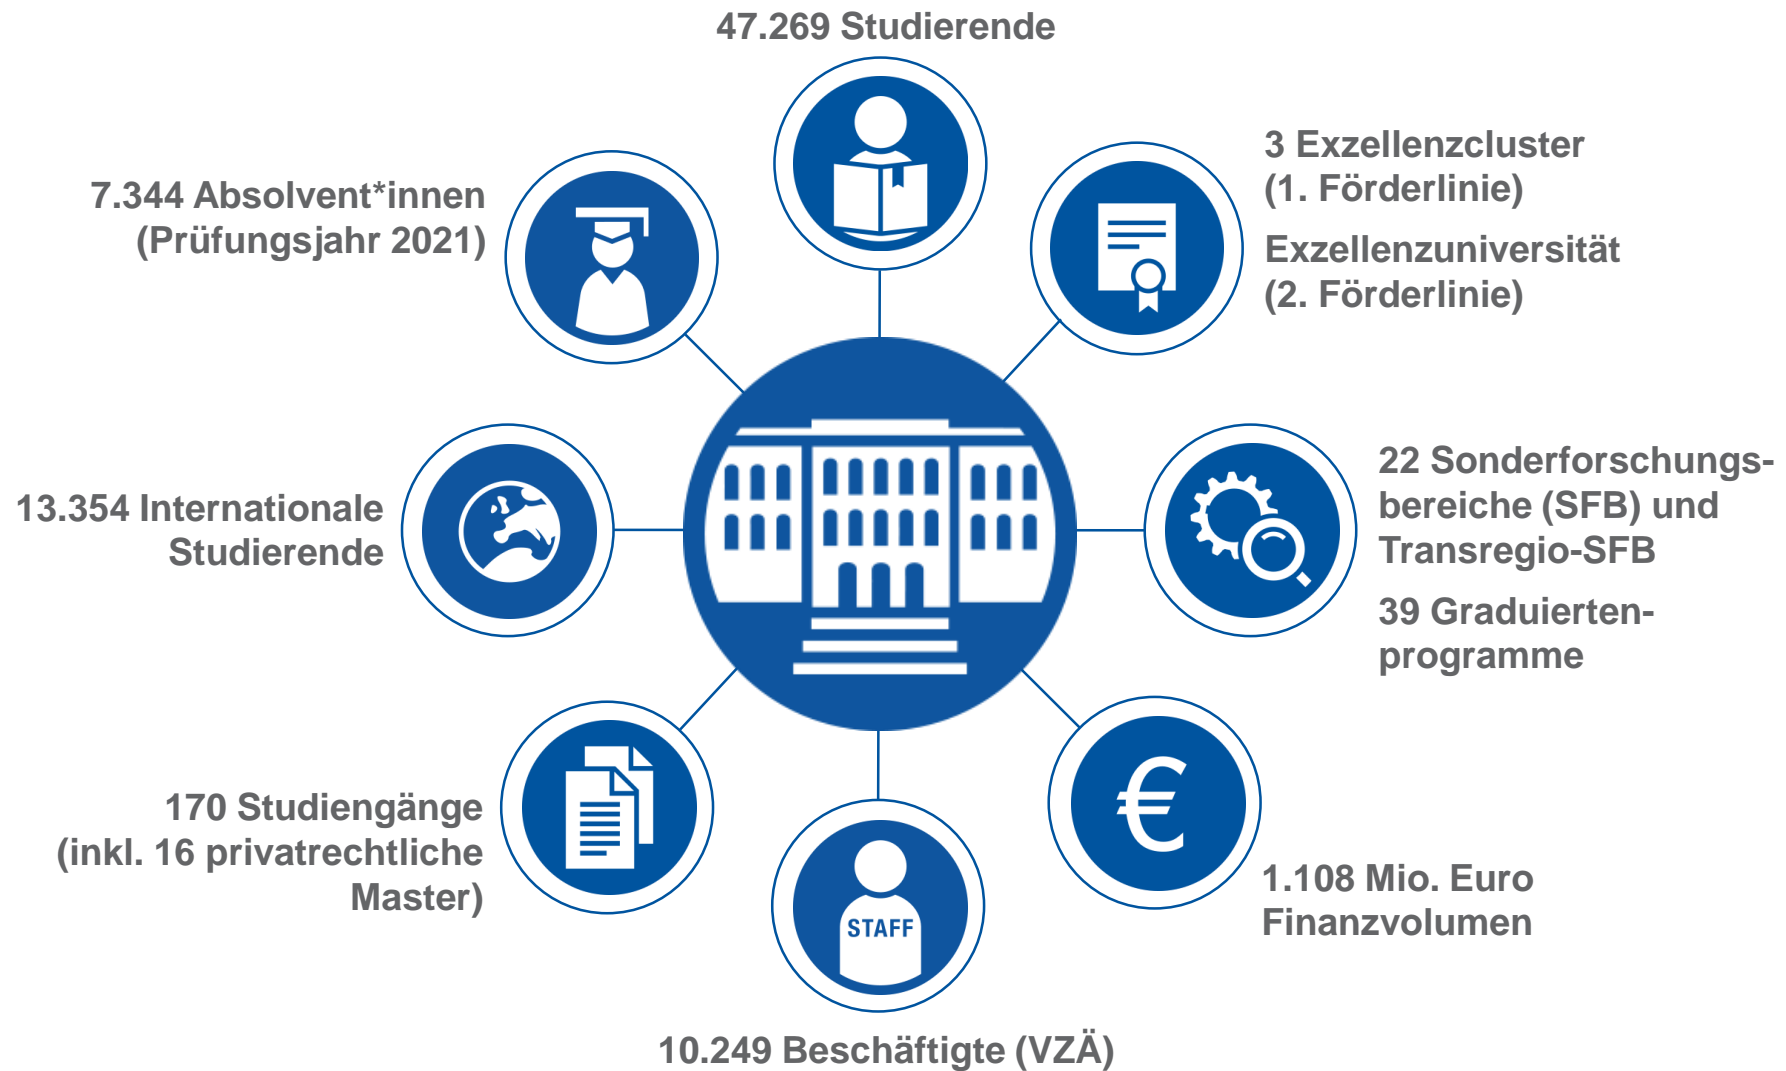 47.269 Studierende
3 Exzellenzcluster
(1. Förderlinie)
Exzellenzuniversität
(2. Förderlinie)
22 Sonderforschungs-
bereiche (SFB) und
Transregio-SFB
39 Graduierten-
programme
€
1.108 Mio. Euro
Finanzvolumen
STAFF
10.249 Beschäftigte (VZÄ)
170 Studiengänge
(inkl. 16 privatrechtliche
Master)
13.354 Internationale
Studierende
7.344 Absolvent*innen
(Prüfungsjahr 2021)